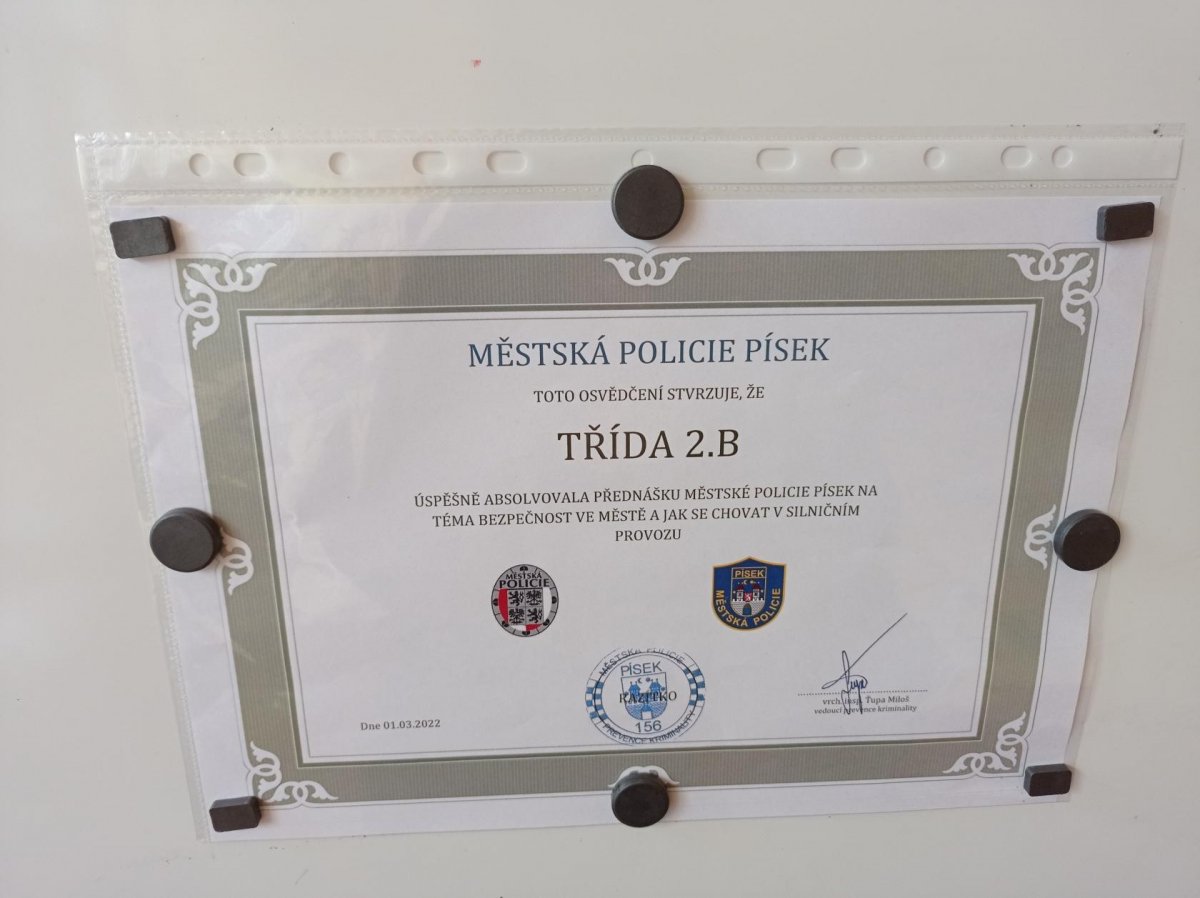 MĚSTSKÁ POLICIE PÍSEK
TOTO OSVĚDČENÍ STVRZUJE, ŽE
TŘÍDA 2.B
ÚSPĚŠNĚ ABSOLVOVALA PŘEDNÁŠKU MĚSTSKÉ POLICIE PÍSEK NA
TÉMA BEZPEČNOST VE MĚSTĚ A JAK SE CHOVAT V SILNIČNÍM
PROVOZU
MĚSTSKÁ
POLICIE
PÍSEK
MĚSTSKÁ POLICIE
MĚSTSKÁ POLICIE
PÍSEK
RAZÍTKO
156
PREVENCE KRIMINALITY
vrch. insp. Ťupa Miloš
vedoucí prevence kriminality
Dne 01.03.2022